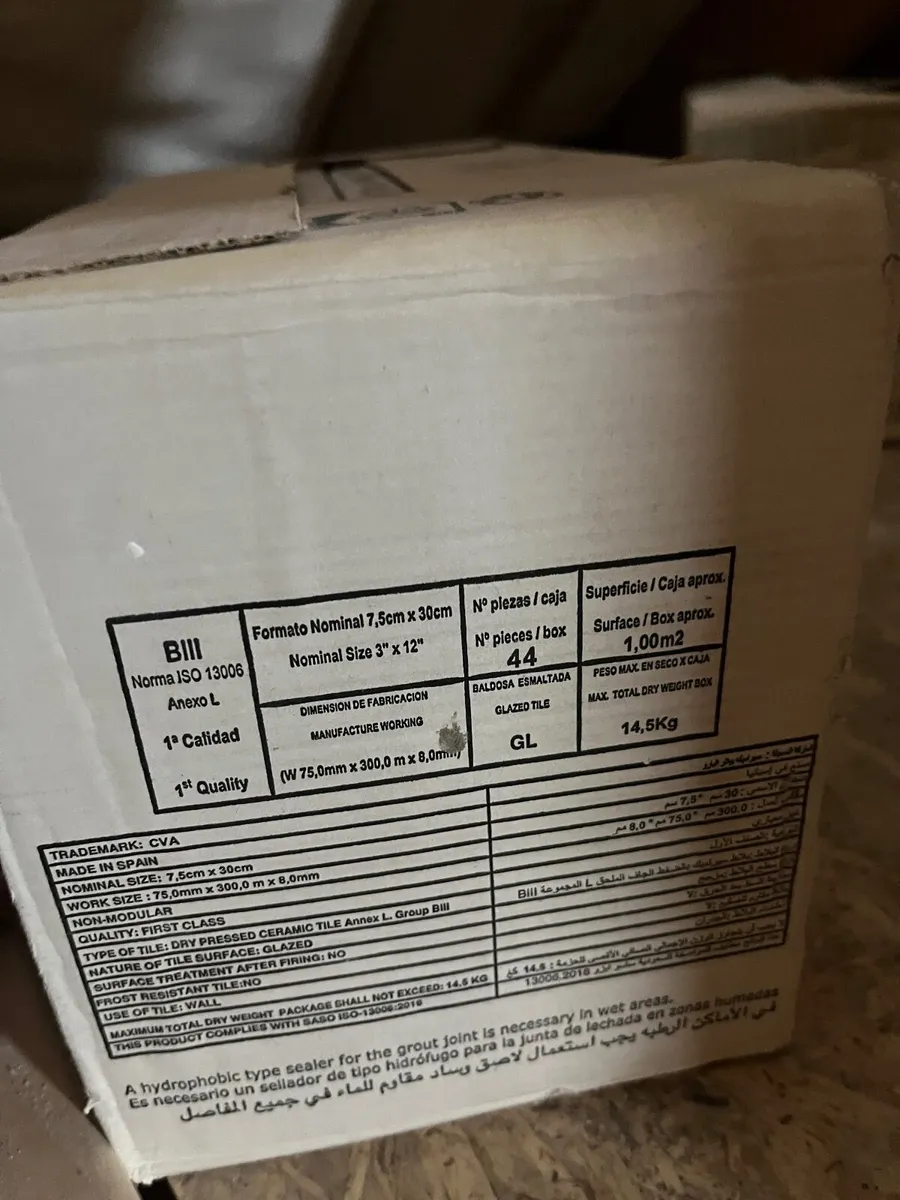 BIII
Norma ISO 13006
Anexo L
1ª Calidad
1st Quality
Formato Nominal 7,5cm x 30cm
Nominal Size 3" x 12"
DIMENSION DE FABRICACION
MANUFACTURE WORKING
(W 75,0mm x 300,0 m x 8,0mm)
Nº piezas / caja
Nº pieces / box
44
BALDOSA ESMALTADA
GLAZED TILE
GL
Superficie / Caja aprox.
Surface / Box aprox.
1,00m2
PESO MAX. EN SECO X CAJA
MAX. TOTAL DRY WEIGHT BOX
14,5Kg
TRADEMARK: CVA
MADE IN SPAIN
NOMINAL SIZE: 7,5cm x 30cm
WORK SIZE : 75,0mm x 300,0 m x 8,0mm
NON-MODULAR
QUALITY: FIRST CLASS
TYPE OF TILE: DRY PRESSED CERAMIC TILE Annex L. Group BIII
NATURE OF TILE SURFACE: GLAZED
SURFACE TREATMENT AFTER FIRING: NO
FROST RESISTANT TILE:NO
USE OF TILE: WALL
MAXIMUM TOTAL DRY WEIGHT PACKAGE SHALL NOT EXCEED: 14.5 KG
THIS PRODUCT COMPLIES WITH SASO ISO-13006:2016
A hydrophobic type sealer for the grout joint is necessary in wet areas.
Es necesario un sellador de tipo hidrófugo para la junta de lechada en zonas humedas
في الأماكن الرطبه يجب استعمال لاصق وساد مقاوم للماء في جميع المفاصل